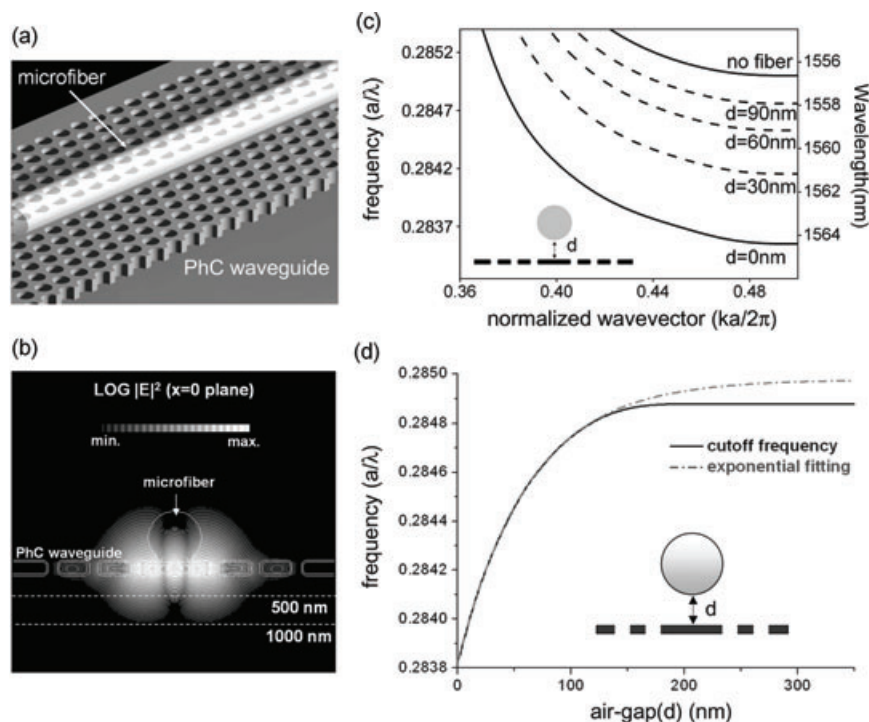 (a)
microfiber
PhC waveguide
(b)
LOG |E|² (x=0 plane)
min. max.
microfiber
PhC waveguide
500 nm
1000 nm
(c)
frequency (a/λ)
0.2852
0.2847
0.2842
0.2837
0.36 0.40 0.44 0.48
normalized wavevector (ka/2π)
no fiber
d=90nm
d=60nm
d=30nm
d=0nm
d
1556
1558
1560
1562
1564
Wavelength(nm)
(d)
frequency (a/λ)
0.2850
0.2848
0.2846
0.2844
0.2842
0.2840
0.2838
0 100 200 300
air-gap(d) (nm)
cutoff frequency
exponential fitting
d